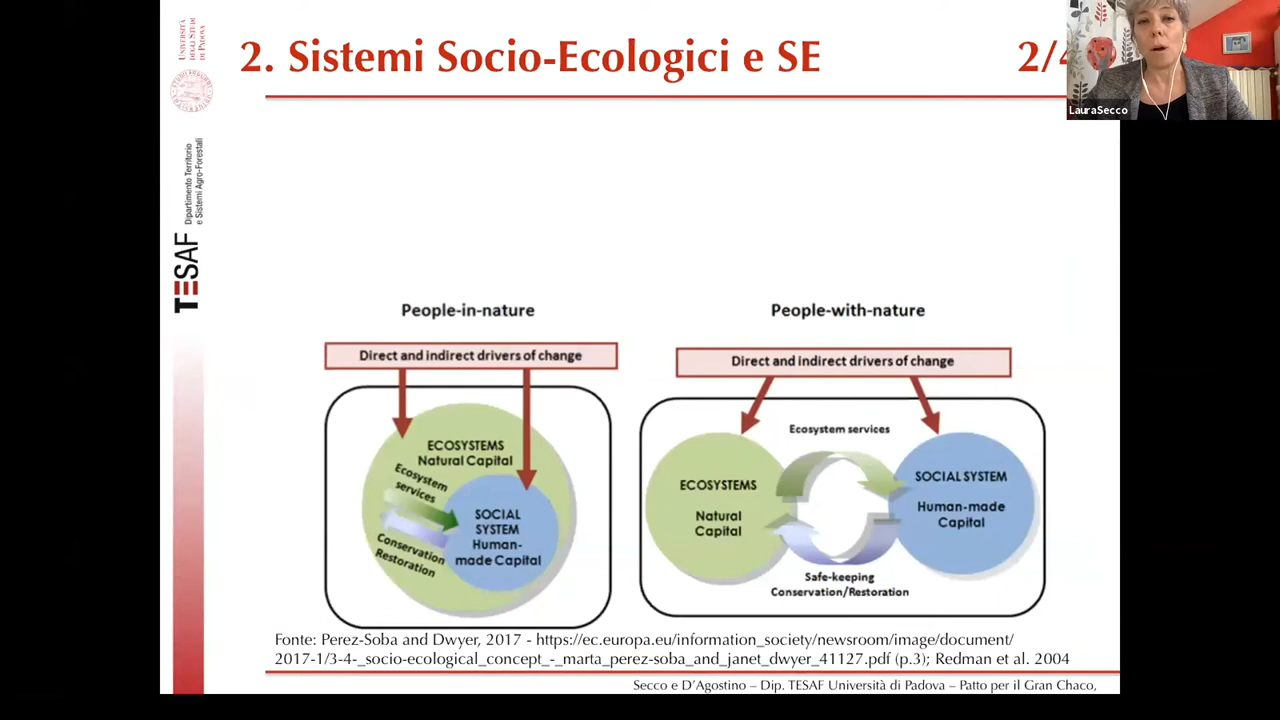 UNIVERSITÀ
DEGLI STUDI
DI PADOVA
2. Sistemi Socio-Ecologici e SE 2/4
LauraSecco
Dipartimento Territorio
e Sistemi Agro-Forestali
TESAF
People-in-nature
Direct and indirect drivers of change
ECOSYSTEMS
Natural Capital
Ecosystem
services
SOCIAL
SYSTEM
Human-
made Capital
Conservation
Restoration
People-with-nature
Direct and indirect drivers of change
Ecosystem services
ECOSYSTEMS
Natural
Capital
SOCIAL SYSTEM
Human-made
Capital
Safe-keeping
Conservation/Restoration
Fonte: Perez-Soba and Dwyer, 2017 - https://ec.europa.eu/information_society/newsroom/image/document/
2017-1/3-4-_socio-ecological_concept_-_marta_perez-soba_and_janet_dwyer_41127.pdf (p.3); Redman et al. 2004
Secco e D’Agostino – Dip. TESAF Università di Padova – Patto per il Gran Chaco,